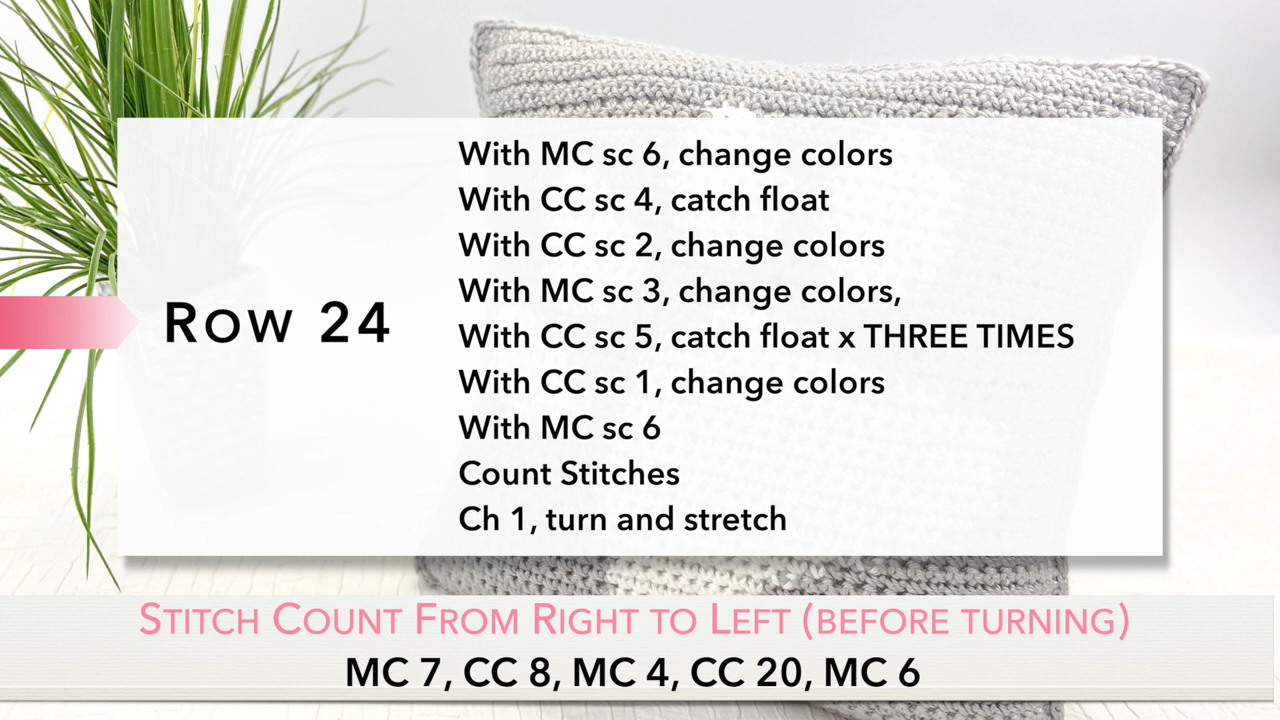 Row 24
With MC sc 6, change colors
With CC sc 4, catch float
With CC sc 2, change colors
With MC sc 3, change colors,
With CC sc 5, catch float x THREE TIMES
With CC sc 1, change colors
With MC sc 6
Count Stitches
Ch 1, turn and stretch
Stitch Count From Right to Left (before turning)
MC 7, CC 8, MC 4, CC 20, MC 6